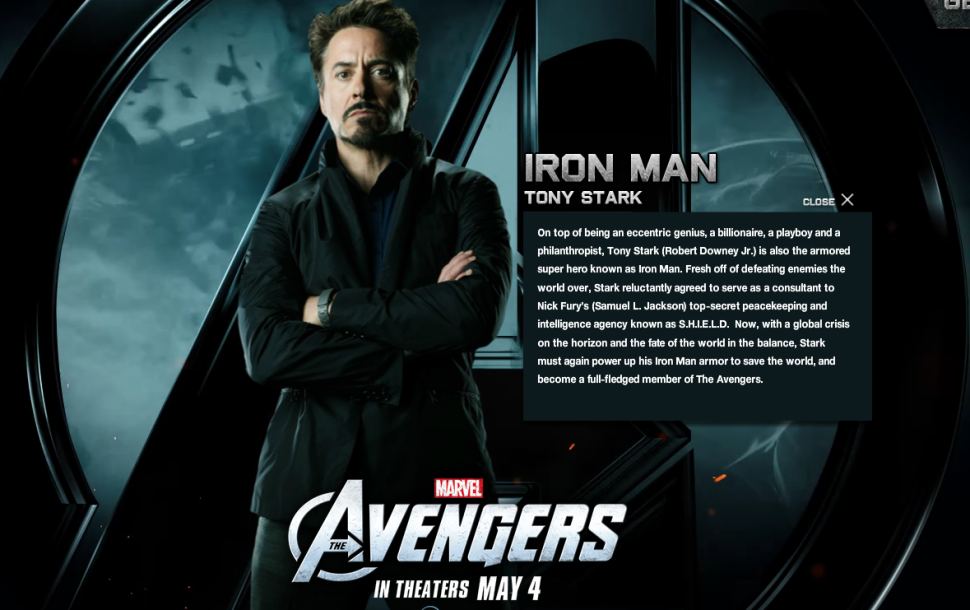 IRON MAN
TONY STARK
CLOSE X
On top of being an eccentric genius, a billionaire, a playboy and a
philanthropist, Tony Stark (Robert Downey Jr.) is also the armored
super hero known as Iron Man. Fresh off of defeating enemies the
world over, Stark reluctantly agreed to serve as a consultant to
Nick Fury's (Samuel L. Jackson) top-secret peacekeeping and
intelligence agency known as S.H.I.E.L.D. Now, with a global crisis
on the horizon and the fate of the world in the balance, Stark
must again power up his Iron Man armor to save the world, and
become a full-fledged member of The Avengers.
MARVEL
THE AVENGERS
IN THEATERS MAY 4